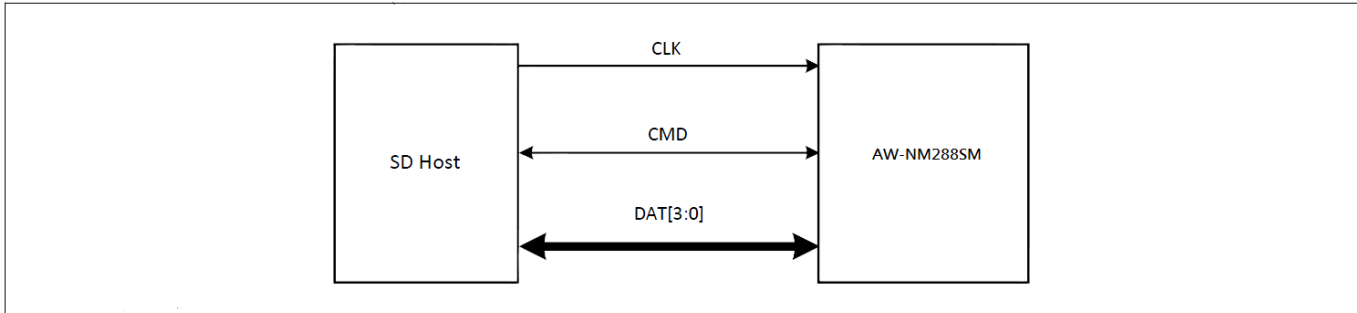 CLK
CMD
SD Host
AW-NM288SM
DAT[3:0]